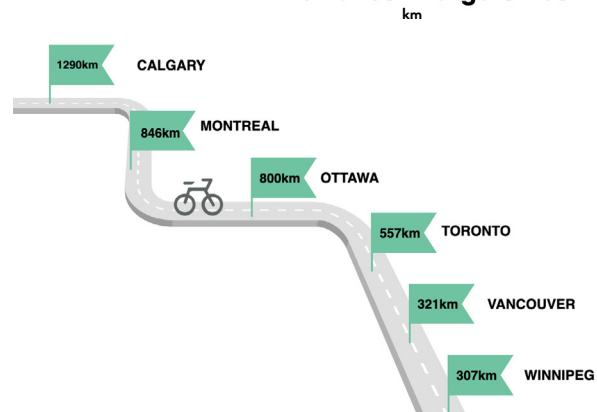 km
1290km CALGARY
846km MONTREAL
800km OTTAWA
557km TORONTO
321km VANCOUVER
307km WINNIPEG